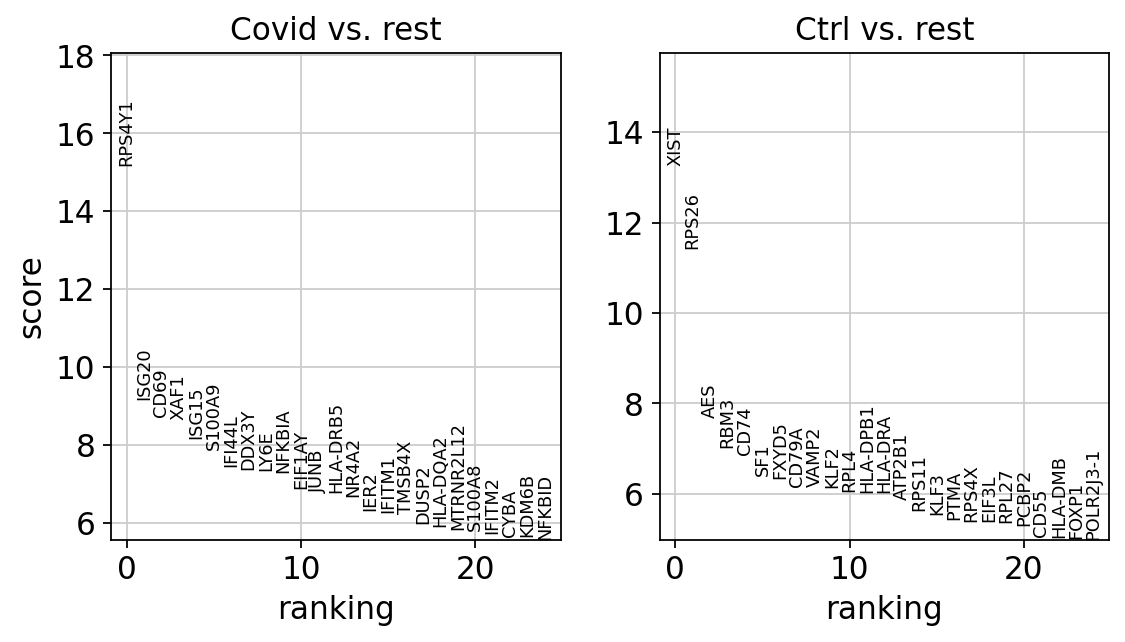 Covid vs. rest
18
16
14
12
10
8
6
score
RPS4Y1
ISG20
CD69
XAF1
ISG15
S100A9
IFI44L
DDX3Y
LY6E
NFKBIA
EIF1AY
JUNB
HLA-DRB5
NR4A2
IER2
IFITM1
TMSB4X
DUSP2
HLA-DQA2
MTRNR2L12
S100A8
IFITM2
CYBA
KDM6B
NFKBID
0
10
20
ranking
Ctrl vs. rest
14
12
10
8
6
XIST
RPS26
AES
RBM3
CD74
SF1
FXYD5
CD79A
VAMP2
KLF2
RPL4
HLA-DPB1
HLA-DRA
ATP2B1
RPS11
KLF3
PTMA
RPS4X
EIF3L
RPL27
PCBP2
CD55
HLA-DMB
FOXP1
POLR2J3-1
0
10
20
ranking